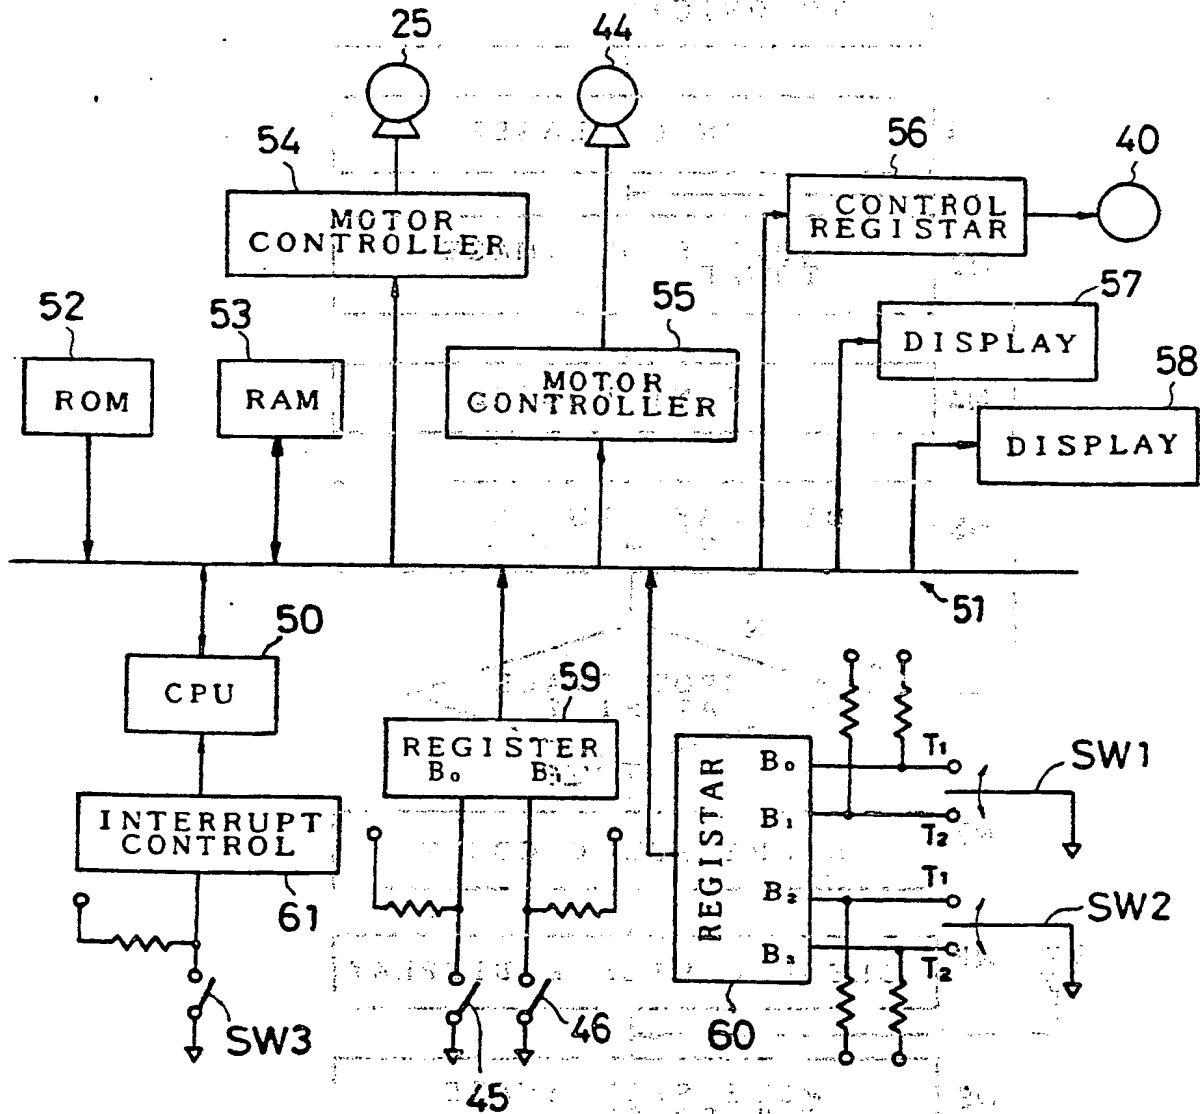 25
44
54
56
40
MOTOR
CONTROLLER
CONTROL
REGISTAR
52
53
55
57
ROM
RAM
MOTOR
CONTROLLER
DISPLAY
58
DISPLAY
51
50
CPU
59
REGISTER
B₀ B₁
INTERRUPT
CONTROL
61
SW3
45
46
REGISTAR
B₀
B₁
B₂
B₃
60
T₁
T₂
SW1
T₁
T₂
SW2